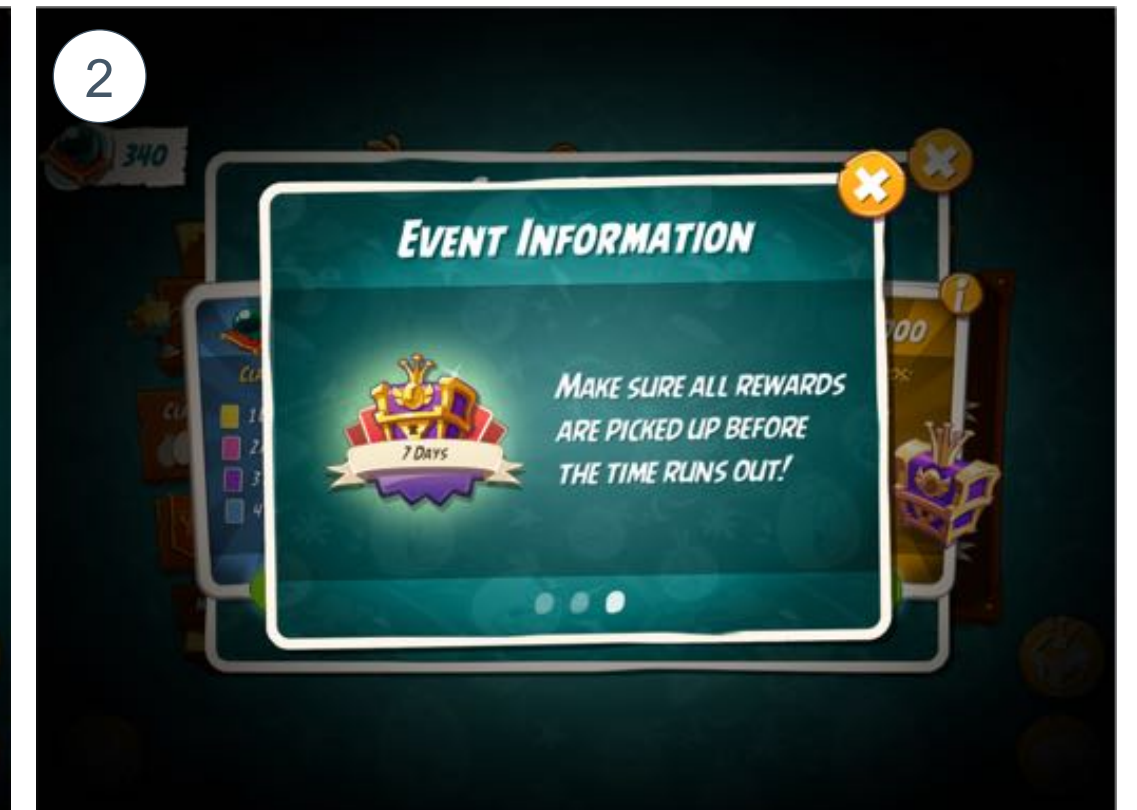 2
340
EVENT INFORMATION
7 DAYS
MAKE SURE ALL REWARDS
ARE PICKED UP BEFORE
THE TIME RUNS OUT!